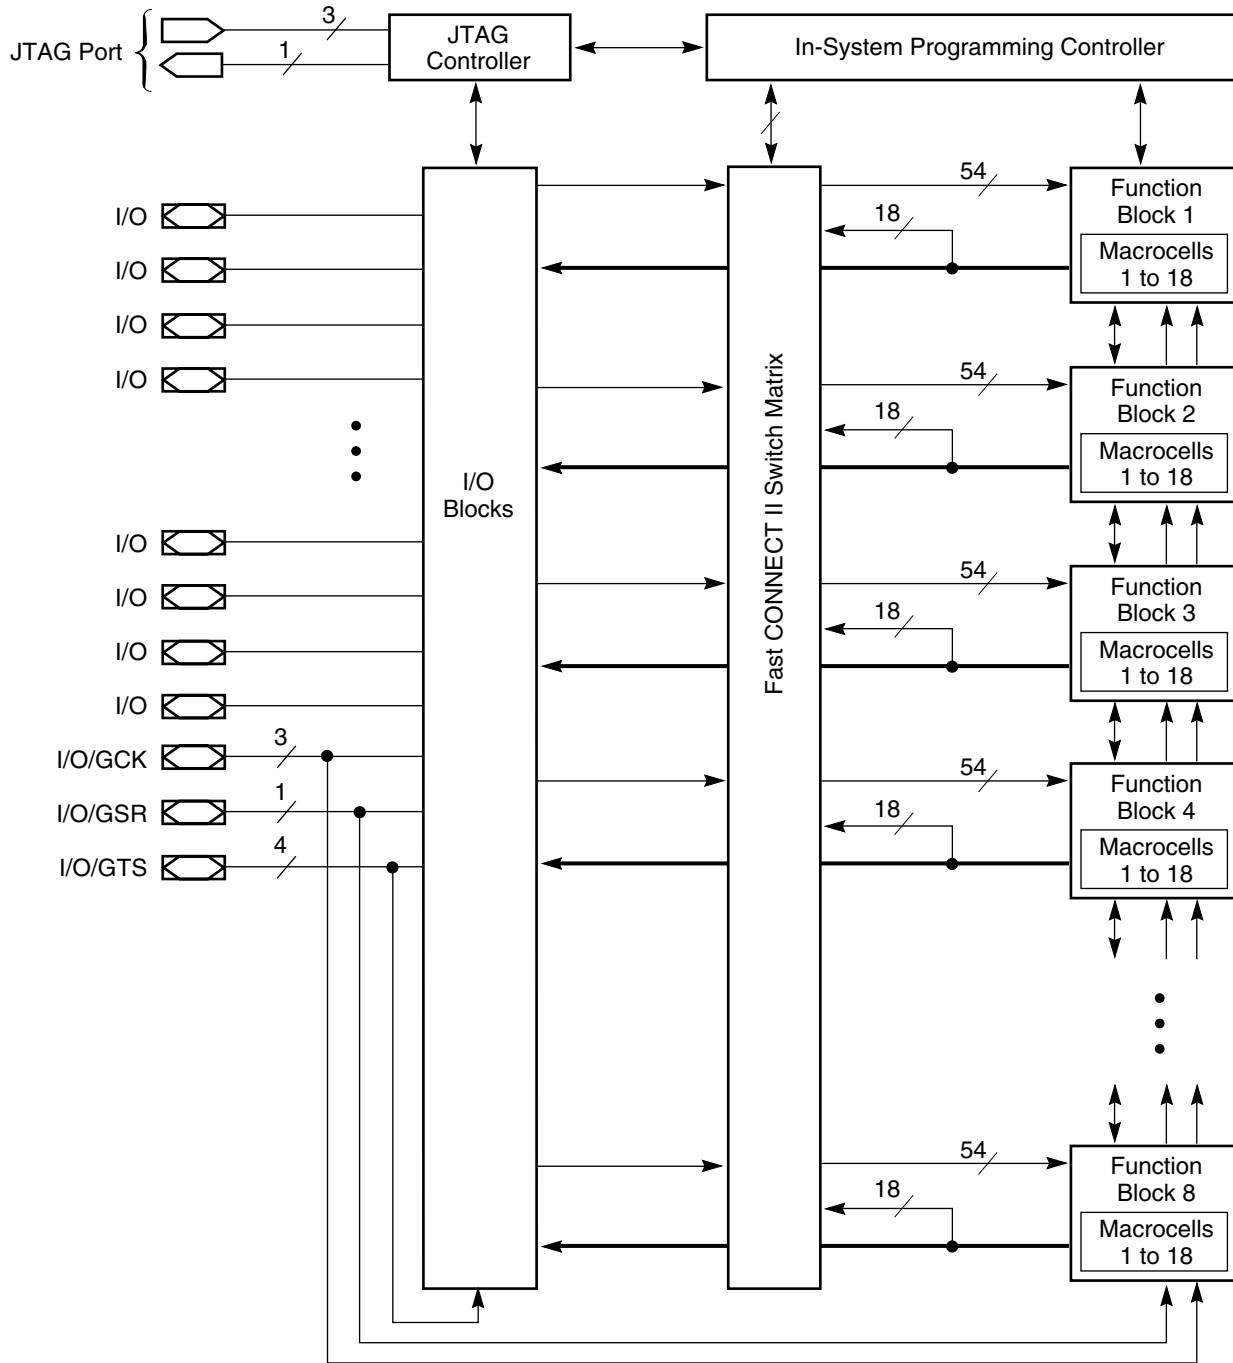 JTAG Port
3
1
JTAG
Controller
In-System Programming Controller
I/O
I/O
I/O
I/O
I/O
I/O
I/O
I/O
I/O/GCK
3
I/O/GSR
1
I/O/GTS
4
I/O
Blocks
Fast CONNECT II Switch Matrix
54
18
Function
Block 1
Macrocells
1 to 18
54
18
Function
Block 2
Macrocells
1 to 18
54
18
Function
Block 3
Macrocells
1 to 18
54
18
Function
Block 4
Macrocells
1 to 18
54
18
Function
Block 8
Macrocells
1 to 18